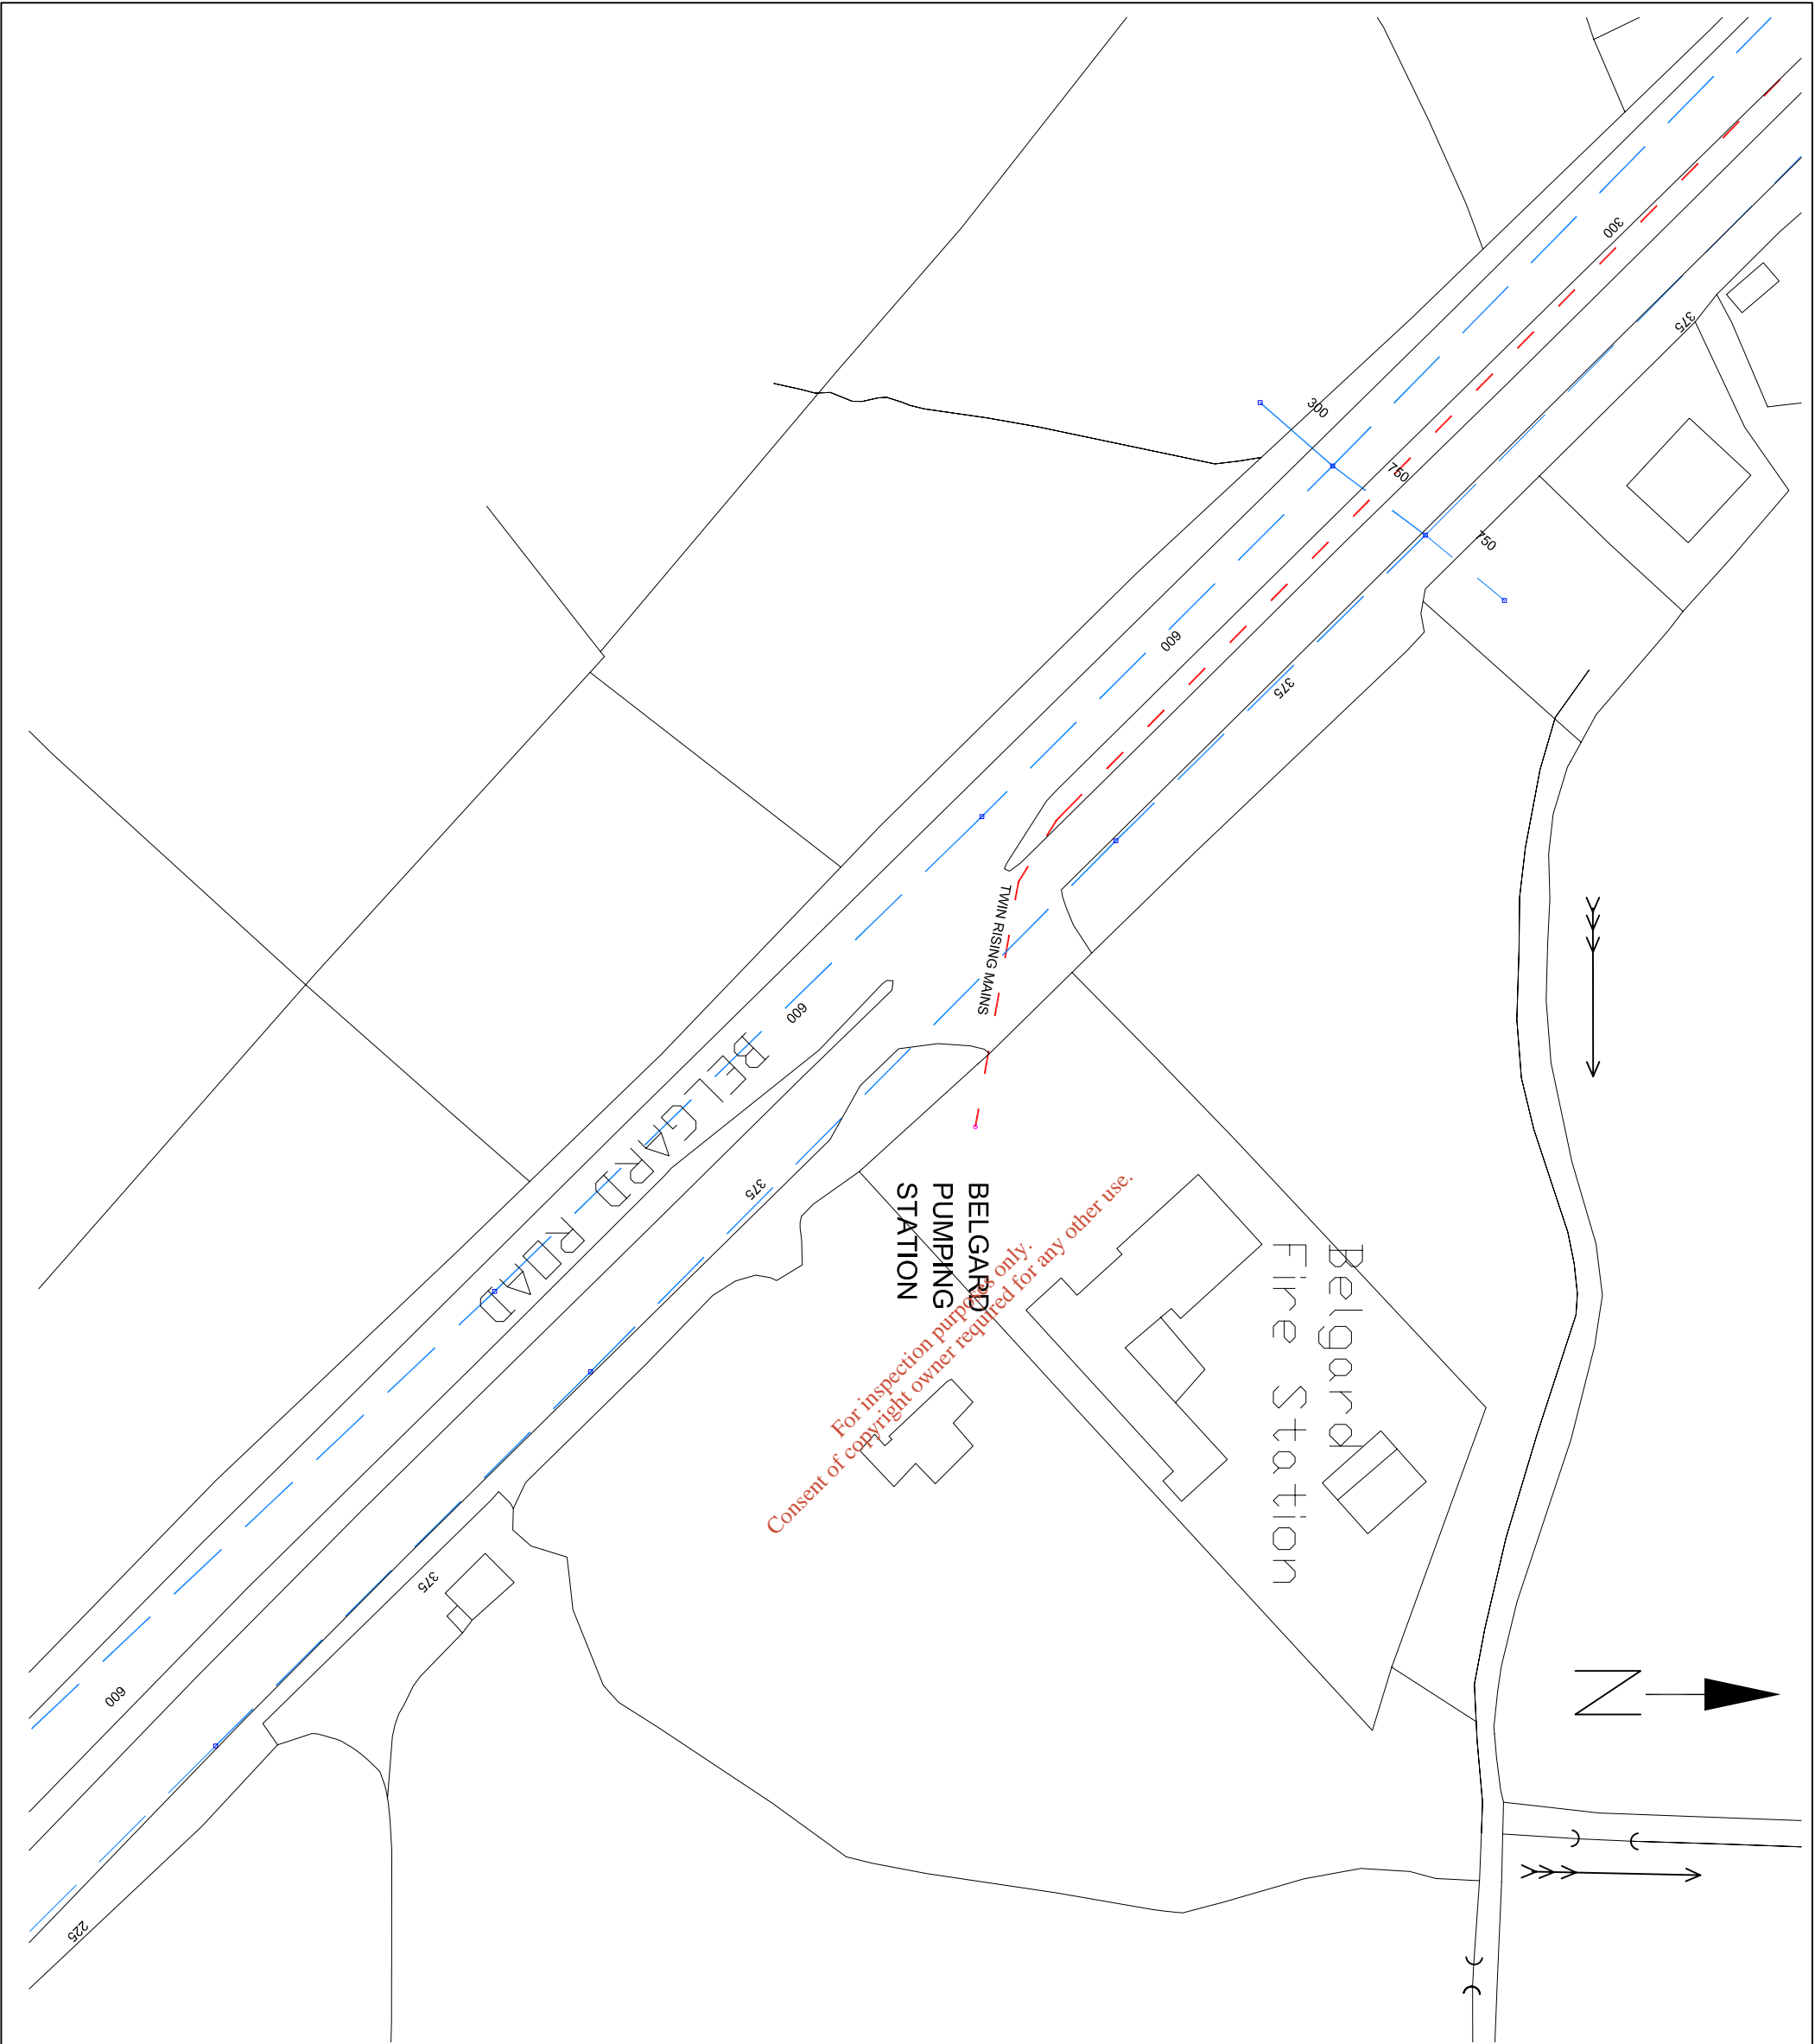 300
375
300
750
750
600
375
TWIN RISING MAINS
600
BELGARD ROAD
375
BELGARD
PUMPING
STATION
Belgard
Fire Station
For inspection purposes only.
Consent of copyright owner required for any other use.
375
600
N
225